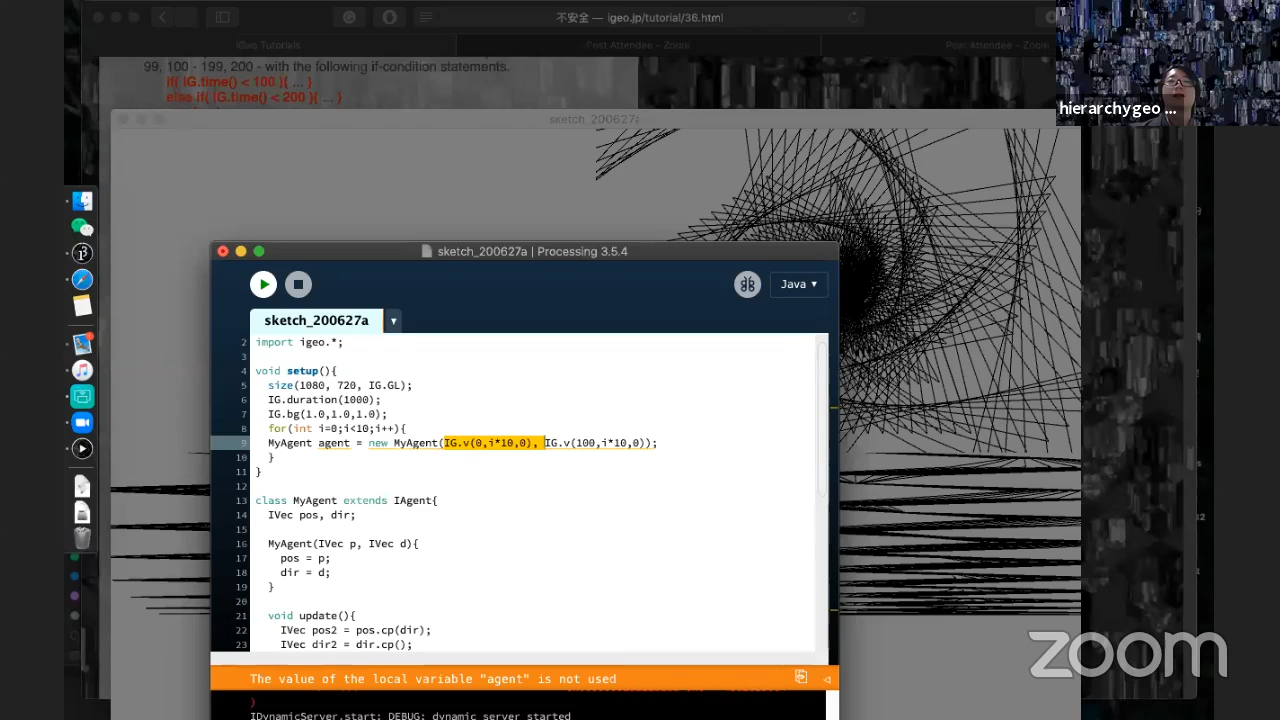 不安全 — igeo.jp/tutorial/36.html
iGeo Tutorials
Post Attendee - Zoom
Post Attendee - Zoom
99, 100 - 199, 200 - with the following if-condition statements.
if( IG.time() < 100 ){ ... }
else if( IG.time() < 200 ){ ... }
hierarchygeo ...
sketch_200627a
sketch_200627a | Processing 3.5.4
Java ▾
sketch_200627a
2 import igeo.*;
3
4 void setup(){
5 size(1080, 720, IG.GL);
6 IG.duration(1000);
7 IG.bg(1.0,1.0,1.0);
8 for(int i=0;i<10;i++){
9 MyAgent agent = new MyAgent(IG.v(0,i*10,0), IG.v(100,i*10,0));
10 }
11 }
12
13 class MyAgent extends IAgent{
14 IVec pos, dir;
15
16 MyAgent(IVec p, IVec d){
17 pos = p;
18 dir = d;
19 }
20
21 void update(){
22 IVec pos2 = pos.cp(dir);
23 IVec dir2 = dir.cp();
The value of the local variable "agent" is not used
)
IDynamicServer.start: DEBUG: dynamic server started
zoom